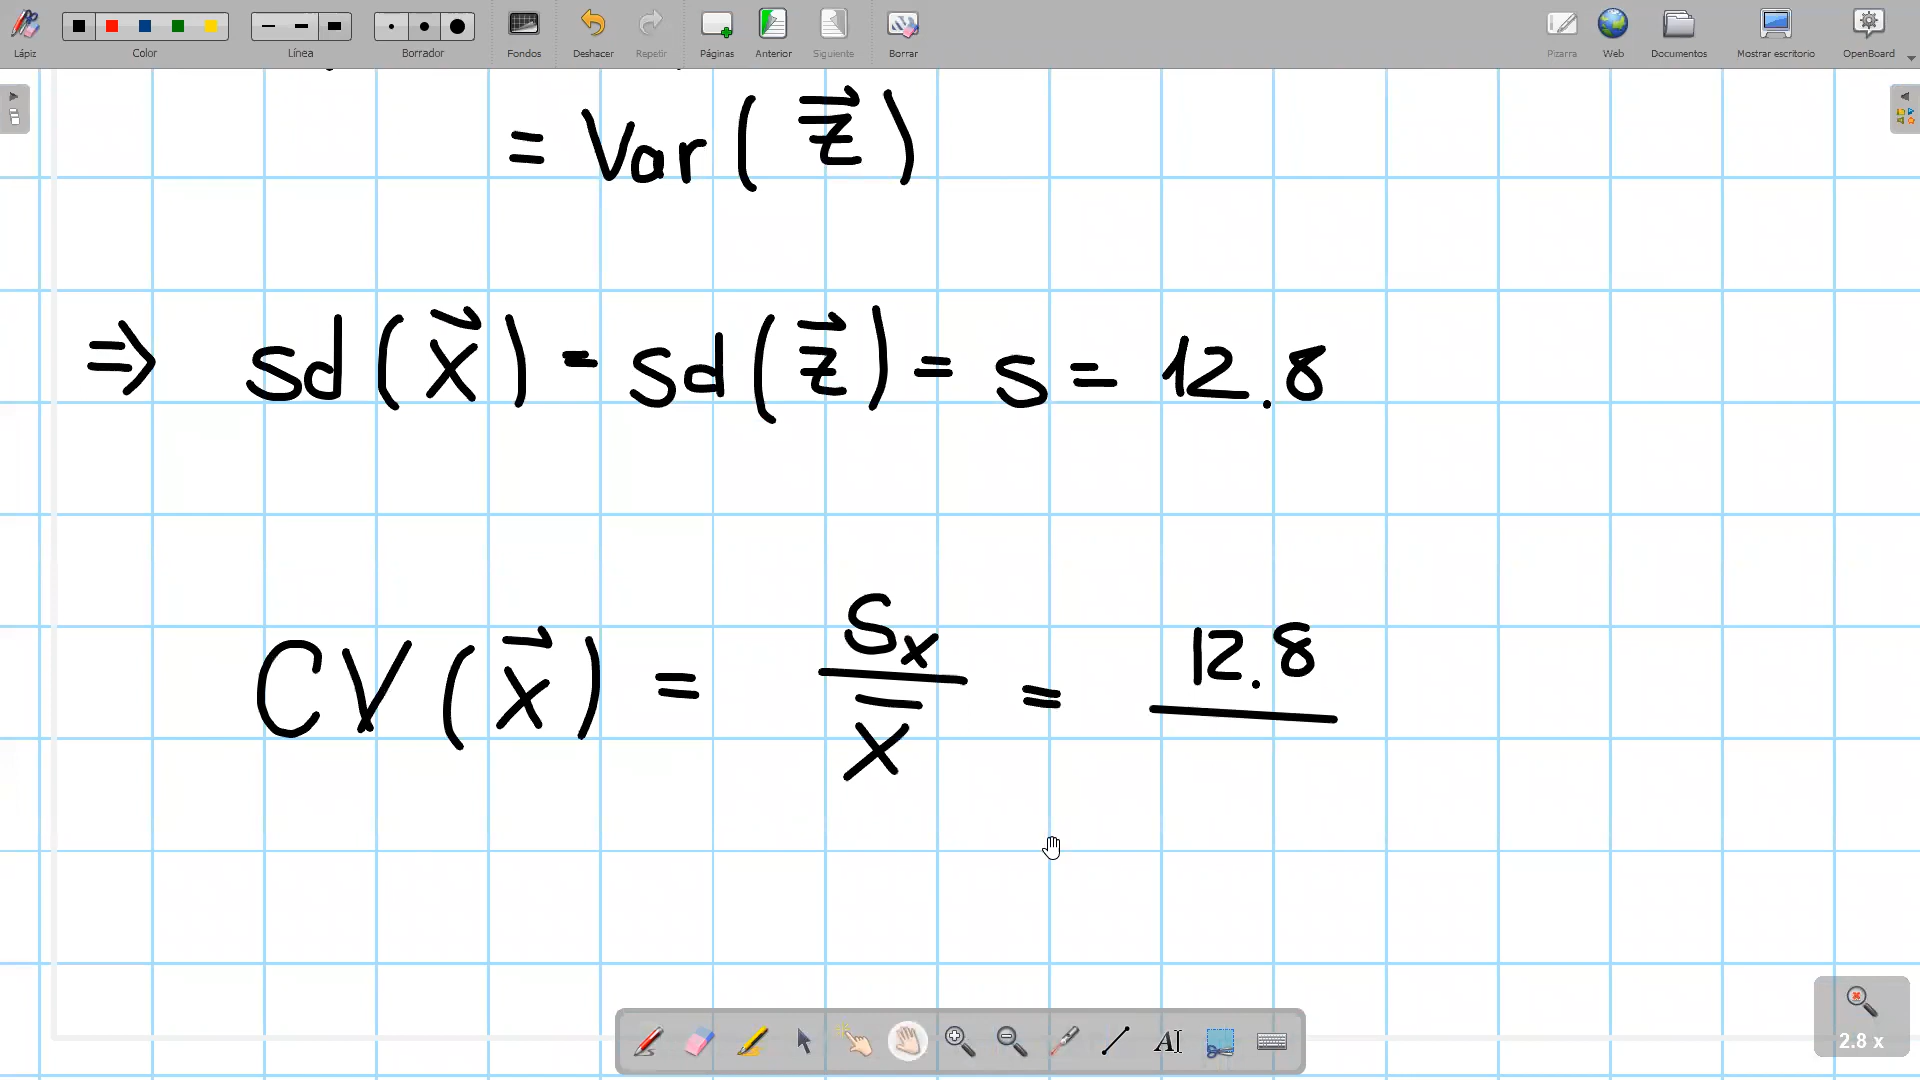 Lápiz Color Línea Borrador Fondos Deshacer Repetir Páginas Anterior Siguiente Borrar Pizarra Web Documentos Mostrar escritorio OpenBoard
= Var ( z⃗ )
⇒ sd ( x⃗ ) = sd ( z⃗ ) = s = 12.8
CV ( x⃗ ) = Sx / x̄ = 12.8 /
2.8 x